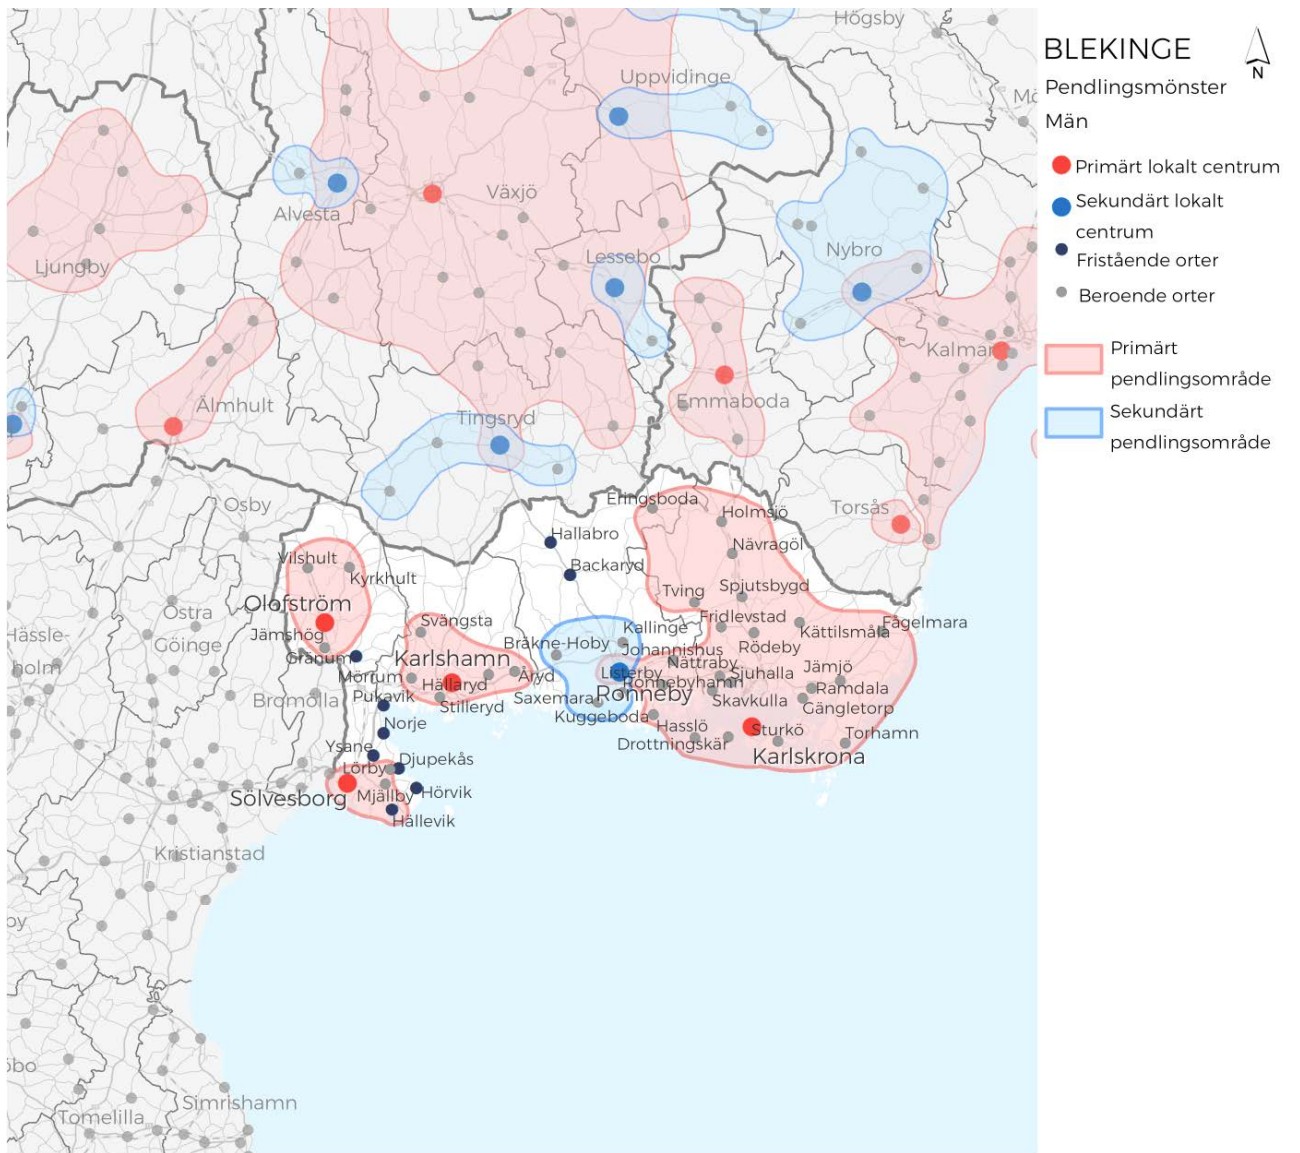 BLEKINGE
Pendlingsmönster
Män
N
Primärt lokalt centrum
Sekundärt lokalt
centrum
Fristående orter
Beroende orter
Primärt
pendlingsområde
Sekundärt
pendlingsområde
Högsby
Uppvidinge
Växjö
Alvesta
Lessebo
Nybro
Ljungby
Kalmar
Älmhult
Emmaboda
Tingsryd
Torsås
Osby
Eringsboda
Holmsjö
Hallabro
Nävragöl
Vilshult
Backaryd
Kyrkhult
Tving
Spjutsbygd
Olofström
Östra
Göinge
Hässle-
holm
Svängsta
Fridlevstad
Kättilsmåla
Fågelmara
Jämshög
Kallinge
Bräkne-Hoby
Johannishus
Rödeby
Gränum
Karlshamn
Nättraby
Jämjö
Mörrum
Hällaryd
Åryd
Listerby
Sjuhalla
Ronnebyhamn
Ramdala
Bromölla
Pukavik
Stilleryd
Saxemara
Ronneby
Skavkulla
Gängletorp
Kuggeboda
Hasslö
Norje
Sturkö
Torhamn
Ysane
Drottningskär
Karlskrona
Lörby
Djupekås
Sölvesborg
Mjällby
Hörvik
Hällevik
Kristianstad
Simrishamn
Tomelilla